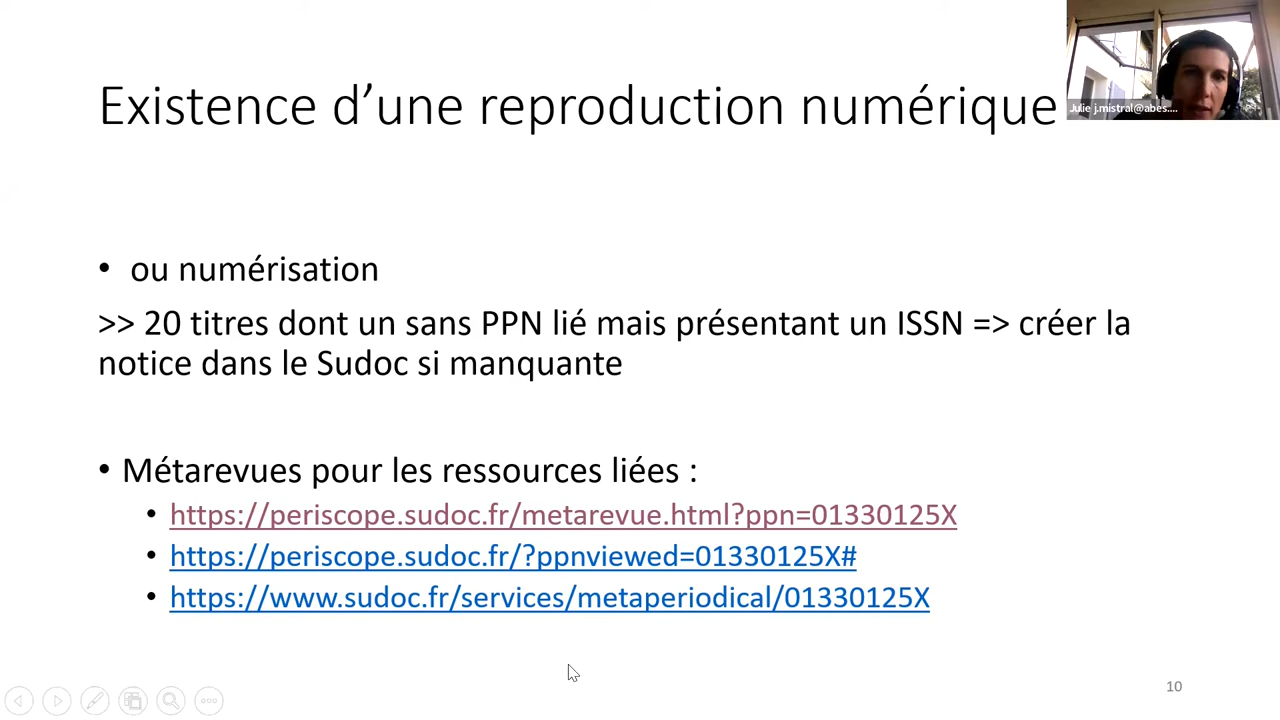 Existence d’une reproduction numérique
Julie j.mistral@abes....
• ou numérisation
>> 20 titres dont un sans PPN lié mais présentant un ISSN => créer la
notice dans le Sudoc si manquante
• Métarevues pour les ressources liées :
• https://periscope.sudoc.fr/metarevue.html?ppn=01330125X
• https://periscope.sudoc.fr/?ppnviewed=01330125X#
• https://www.sudoc.fr/services/metaperiodical/01330125X
10